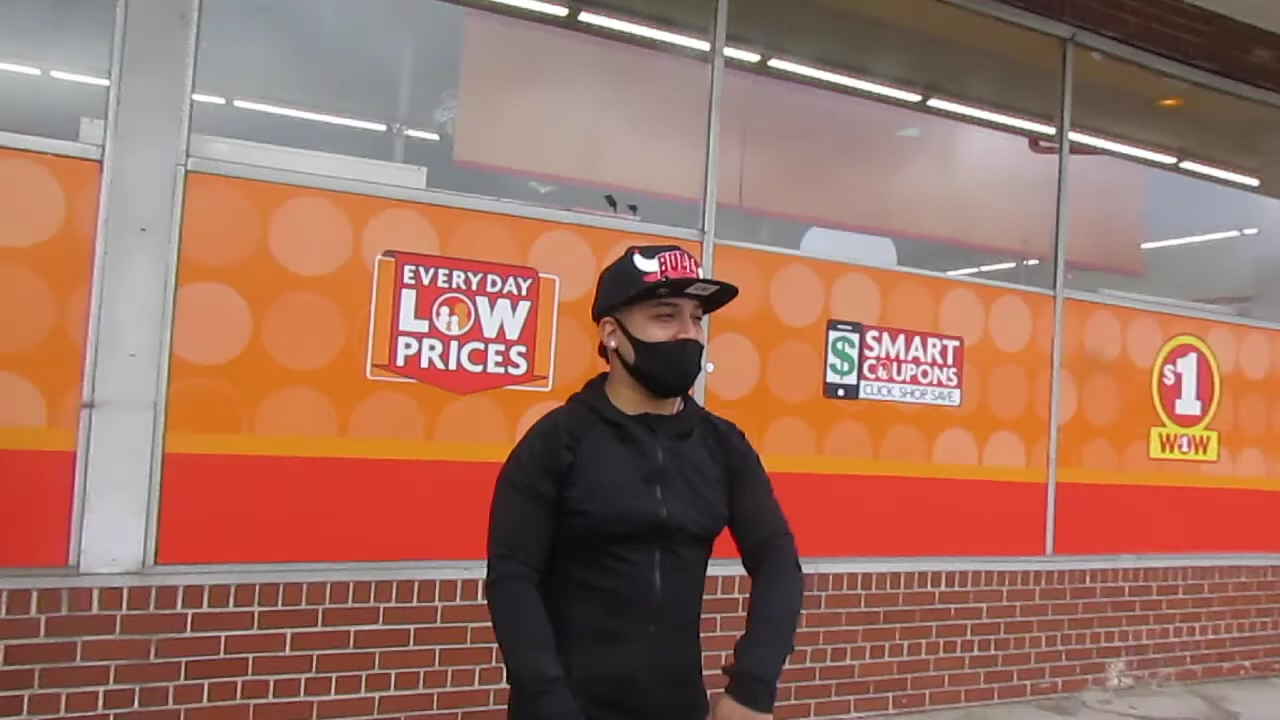 EVERYDAY
LOW
PRICES
BULLS
$
SMART
COUPONS
CLICK. SHOP. SAVE.
$1
WOW